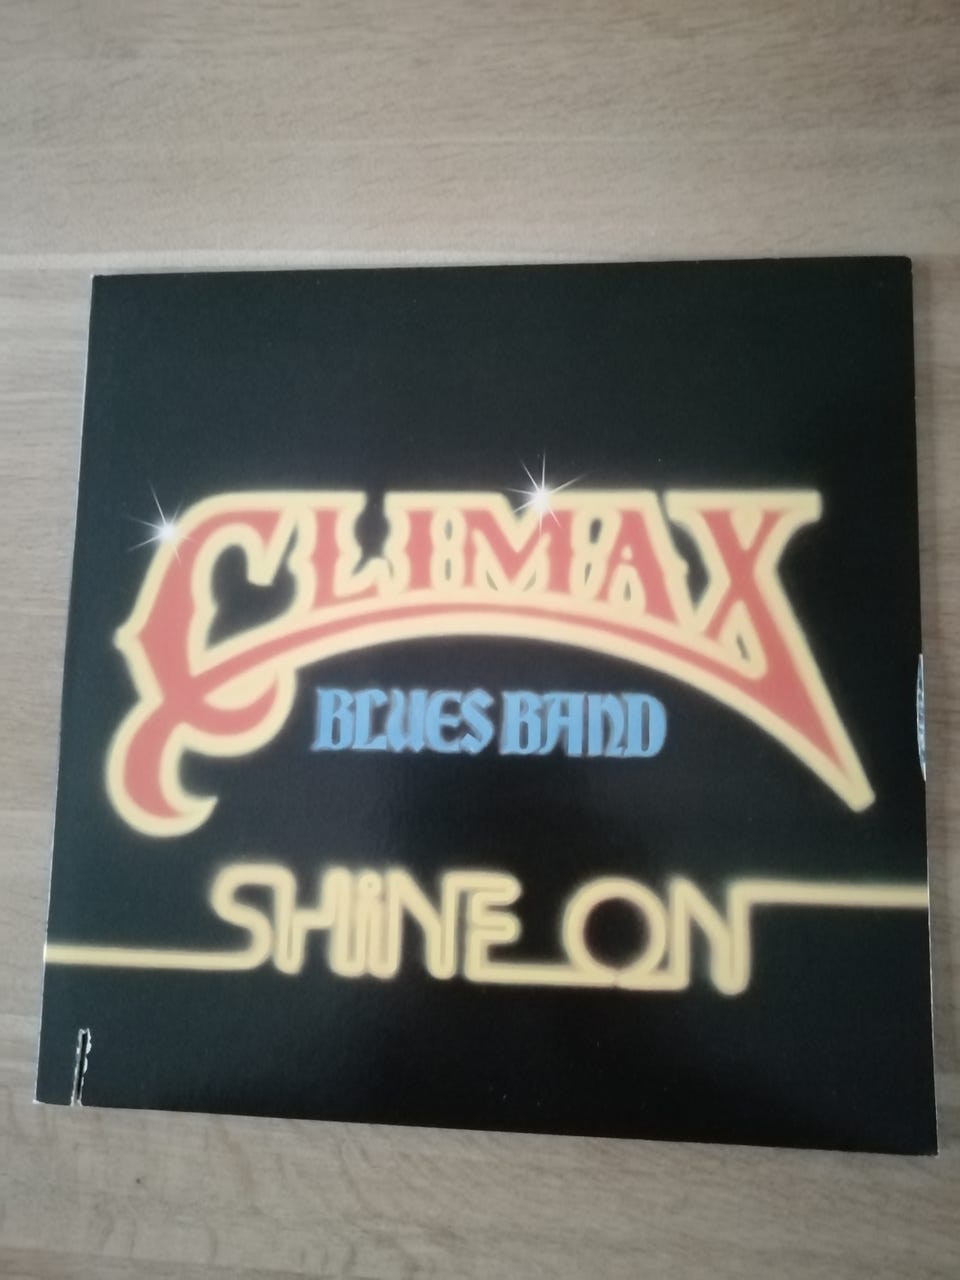 CLIMAX
BLUES BAND
SHiNE ON